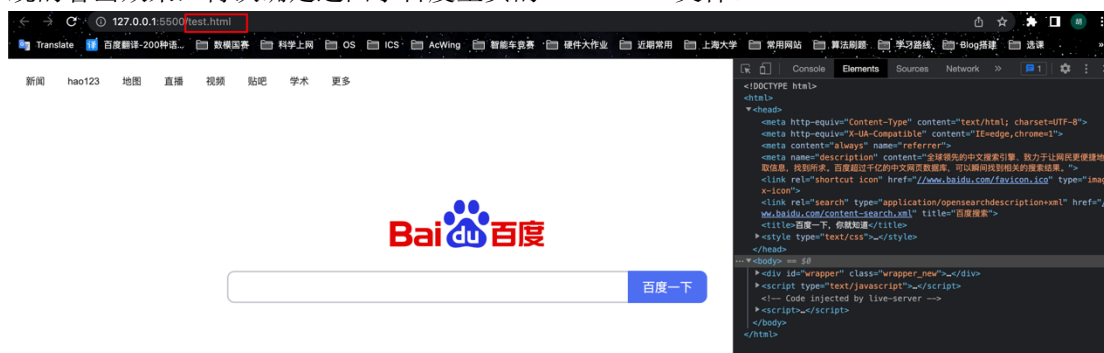 127.0.0.1:5500/test.html
Translate 百度翻译-200种语... 数模国赛 科学上网 OS ICS AcWing 智能车竞赛 硬件大作业 近期常用 上海大学 常用网站 算法刷题 学习路线 Blog搭建 选课 »
新闻 hao123 地图 直播 视频 贴吧 学术 更多
Console Elements Sources Network » 1
<!DOCTYPE html>
<html>
▼<head>
<meta http-equiv="Content-Type" content="text/html; charset=UTF-8">
<meta http-equiv="X-UA-Compatible" content="IE=edge,chrome=1">
<meta content="always" name="referrer">
<meta name="description" content="全球领先的中文搜索引擎、致力于让网民更便捷地
取信息，找到所求。百度超过千亿的中文网页数据库，可以瞬间找到相关的搜索结果。">
<link rel="shortcut icon" href="//www.baidu.com/favicon.ico" type="imag
x-icon">
<link rel="search" type="application/opensearchdescription+xml" href="/
ww.baidu.com/content-search.xml" title="百度搜索">
<title>百度一下，你就知道</title>
▶<style type="text/css">…</style>
</head>
…▼<body> == $0
▶<div id="wrapper" class="wrapper_new">…</div>
▶<script type="text/javascript">…</script>
<!-- Code injected by live-server -->
▶<script>…</script>
</body>
</html>
Bai du 百度
百度一下